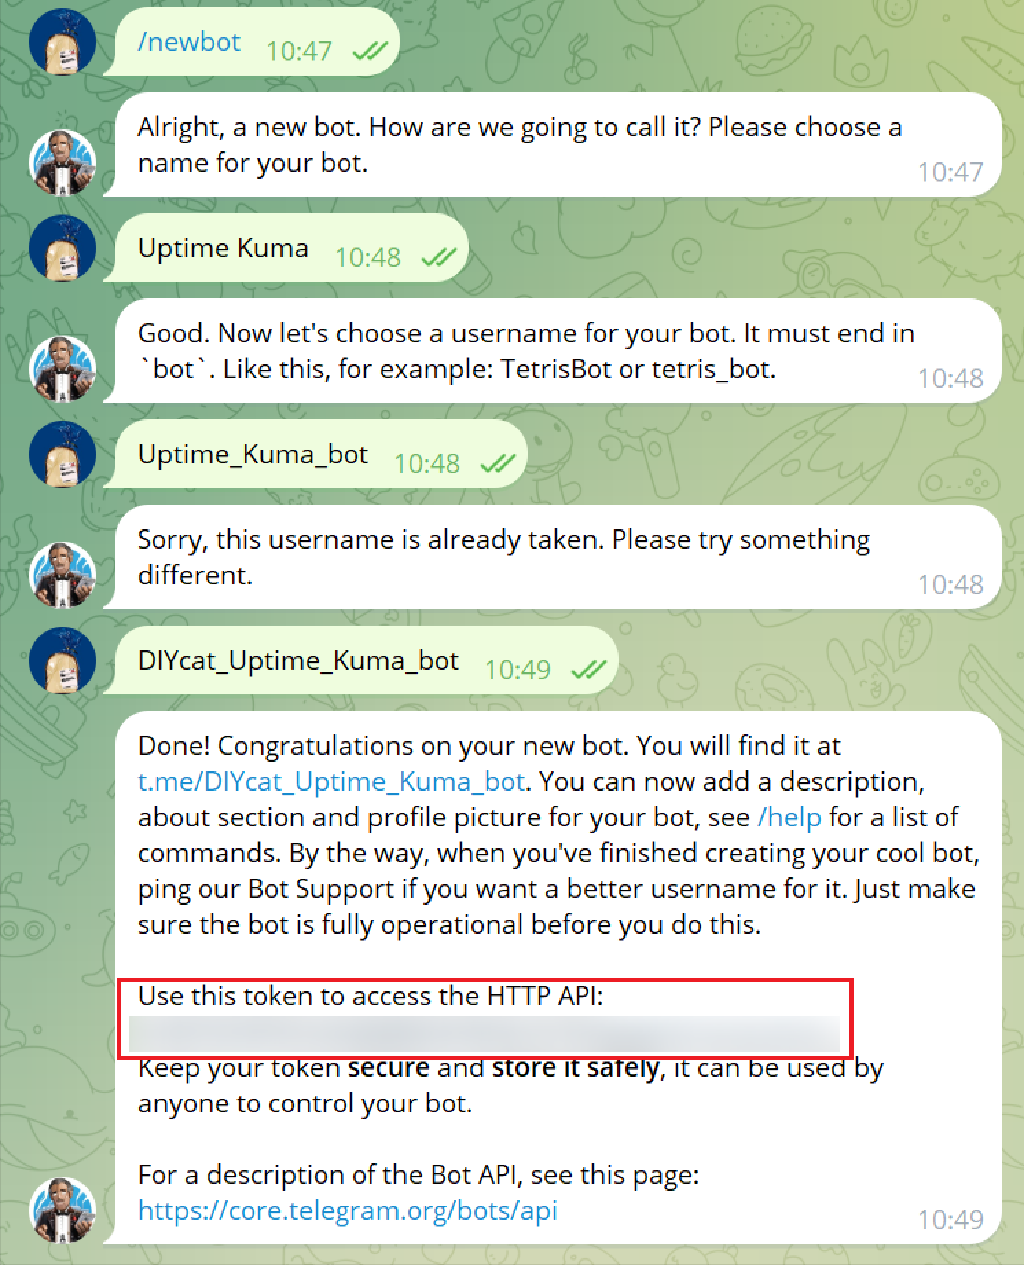 /newbot 10:47
Alright, a new bot. How are we going to call it? Please choose a
name for your bot.
10:47
Uptime Kuma 10:48
Good. Now let's choose a username for your bot. It must end in
`bot`. Like this, for example: TetrisBot or tetris_bot.
10:48
Uptime_Kuma_bot 10:48
Sorry, this username is already taken. Please try something
different.
10:48
DIYcat_Uptime_Kuma_bot 10:49
Done! Congratulations on your new bot. You will find it at
t.me/DIYcat_Uptime_Kuma_bot. You can now add a description,
about section and profile picture for your bot, see /help for a list of
commands. By the way, when you've finished creating your cool bot,
ping our Bot Support if you want a better username for it. Just make
sure the bot is fully operational before you do this.
Use this token to access the HTTP API:
Keep your token secure and store it safely, it can be used by
anyone to control your bot.
For a description of the Bot API, see this page:
https://core.telegram.org/bots/api
10:49